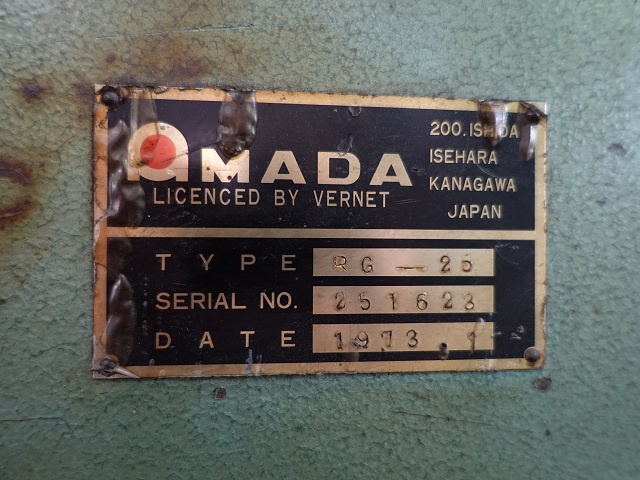 AMADA
LICENCED BY VERNET
200. ISHIDA
ISEHARA
KANAGAWA
JAPAN
TYPE RG-25
SERIAL NO. 251623
DATE 1973.1